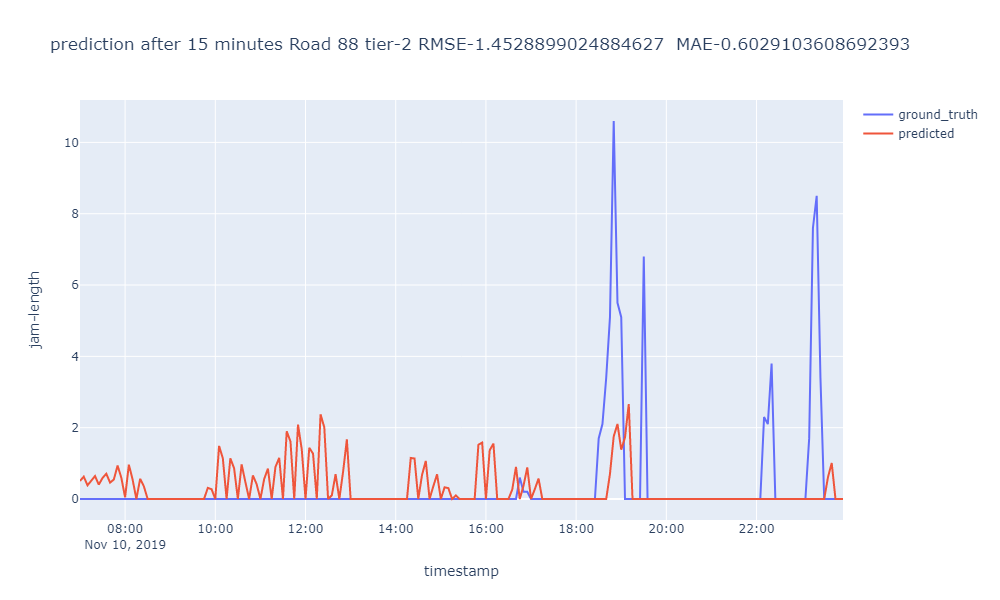 prediction after 15 minutes Road 88 tier-2 RMSE-1.4528899024884627  MAE-0.6029103608692393
ground_truth
predicted
jam-length
10
8
6
4
2
0
08:00 10:00 12:00 14:00 16:00 18:00 20:00 22:00
Nov 10, 2019
timestamp